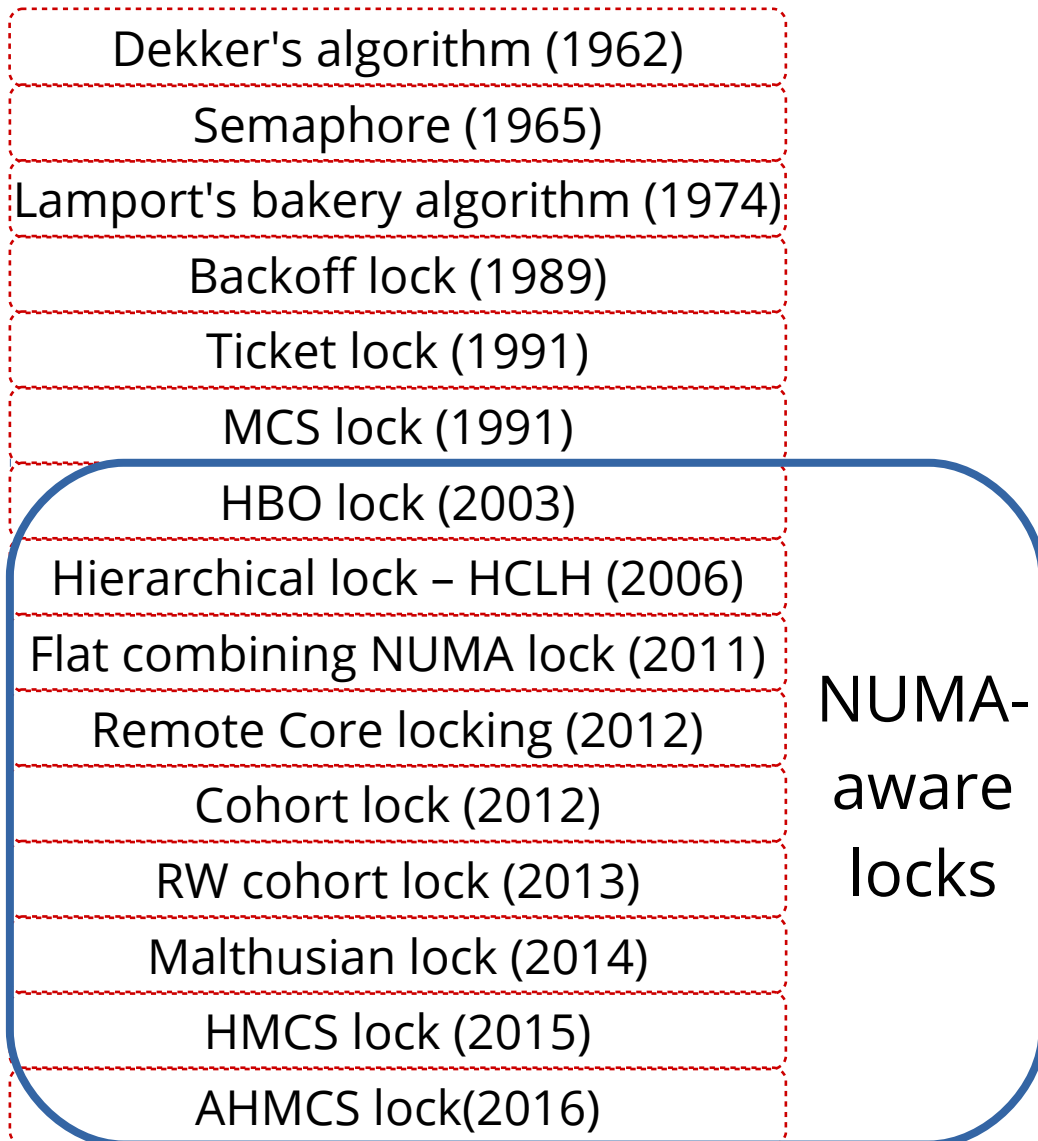 Dekker's algorithm (1962)
Semaphore (1965)
Lamport's bakery algorithm (1974)
Backoff lock (1989)
Ticket lock (1991)
MCS lock (1991)
HBO lock (2003)
Hierarchical lock – HCLH (2006)
Flat combining NUMA lock (2011)
Remote Core locking (2012)
Cohort lock (2012)
RW cohort lock (2013)
Malthusian lock (2014)
HMCS lock (2015)
AHMCS lock(2016)
NUMA-
aware
locks